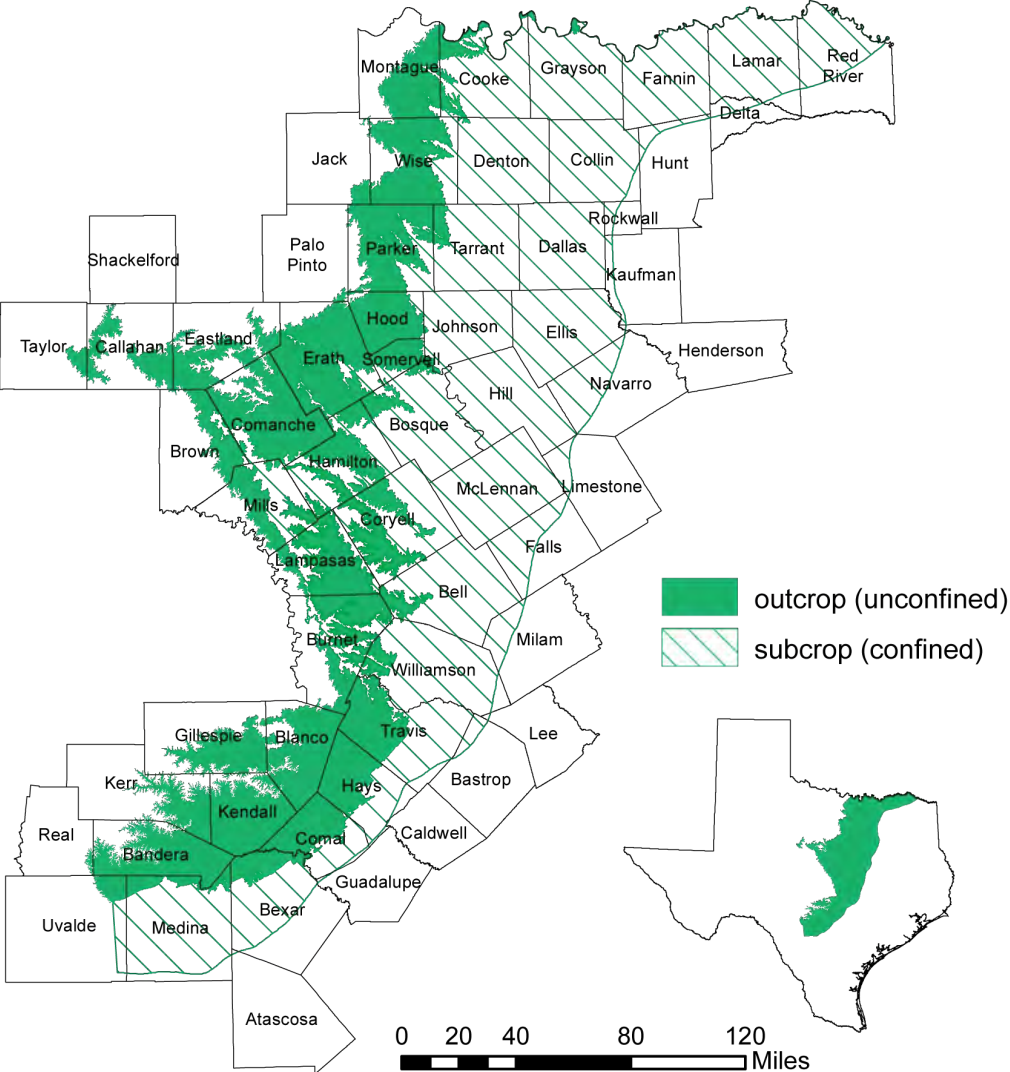 Montague
Cooke
Grayson
Fannin
Lamar
Red
River
Delta
Jack
Wise
Denton
Collin
Hunt
Rockwall
Shackelford
Palo
Pinto
Parker
Tarrant
Dallas
Kaufman
Taylor
Callahan
Eastland
Hood
Johnson
Ellis
Henderson
Erath
Somervell
Navarro
Hill
Comanche
Bosque
Brown
Hamilton
McLennan
Limestone
Mills
Coryell
Falls
Lampasas
Bell
outcrop (unconfined)
Burnet
Milam
subcrop (confined)
Williamson
Gillespie
Blanco
Travis
Lee
Kerr
Hays
Bastrop
Kendall
Real
Comal
Caldwell
Bandera
Guadalupe
Uvalde
Medina
Bexar
Atascosa
0 20 40 80 120
Miles